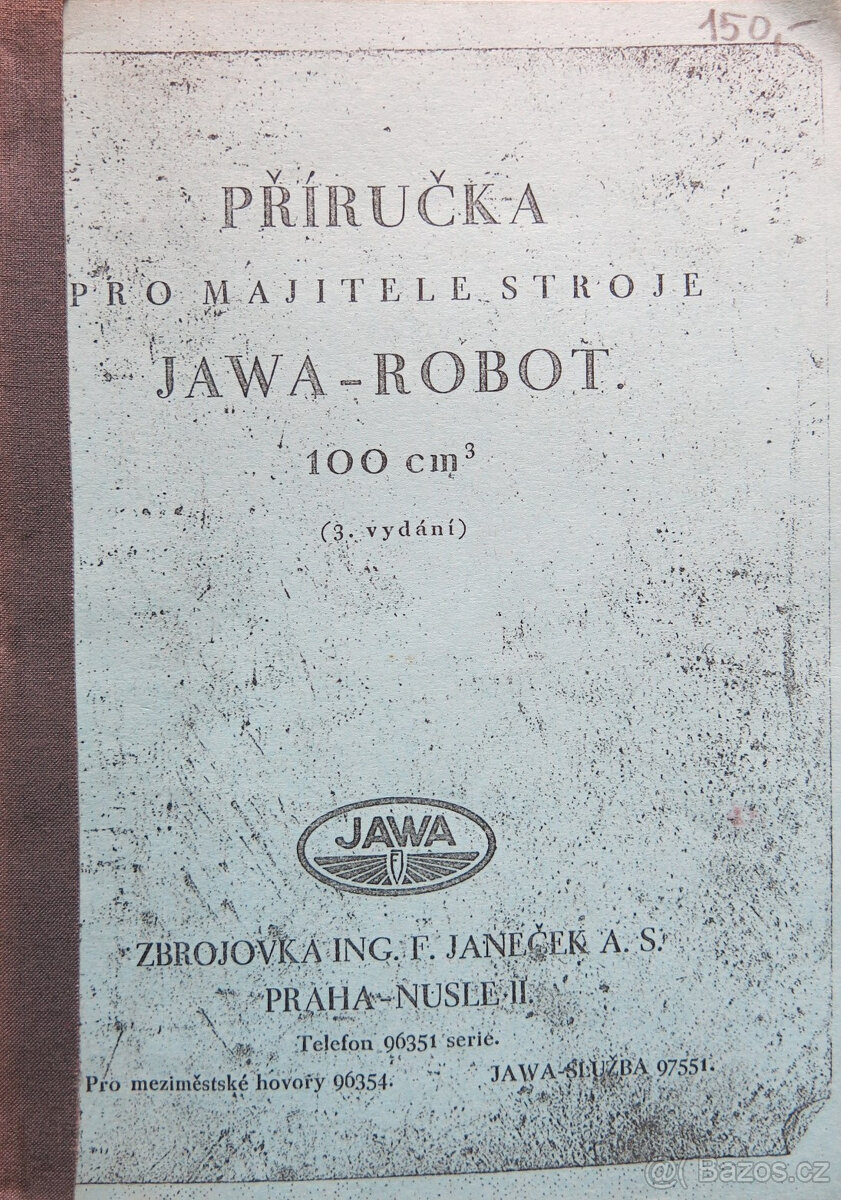 150,-
PŘÍRUČKA
PRO MAJITELE STROJE
JAWA-ROBOT.
100 cm³
(3. vydání)
JAWA
ZBROJOVKA ING. F. JANEČEK A. S.
PRAHA-NUSLE II.
Telefon 96351 serie.
Pro meziměstské hovory 96354. JAWA-SLUŽBA 97551.
@ Bazos.cz